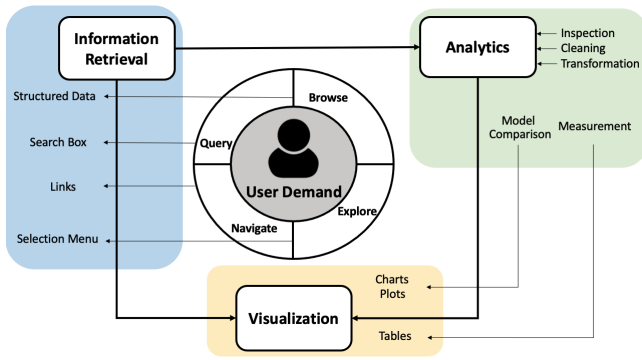 Information
Retrieval
Analytics
Inspection
Cleaning
Transformation
Structured Data
Browse
Search Box
Query
Model
Comparison
Measurement
Links
User Demand
Explore
Selection Menu
Navigate
Charts
Plots
Visualization
Tables